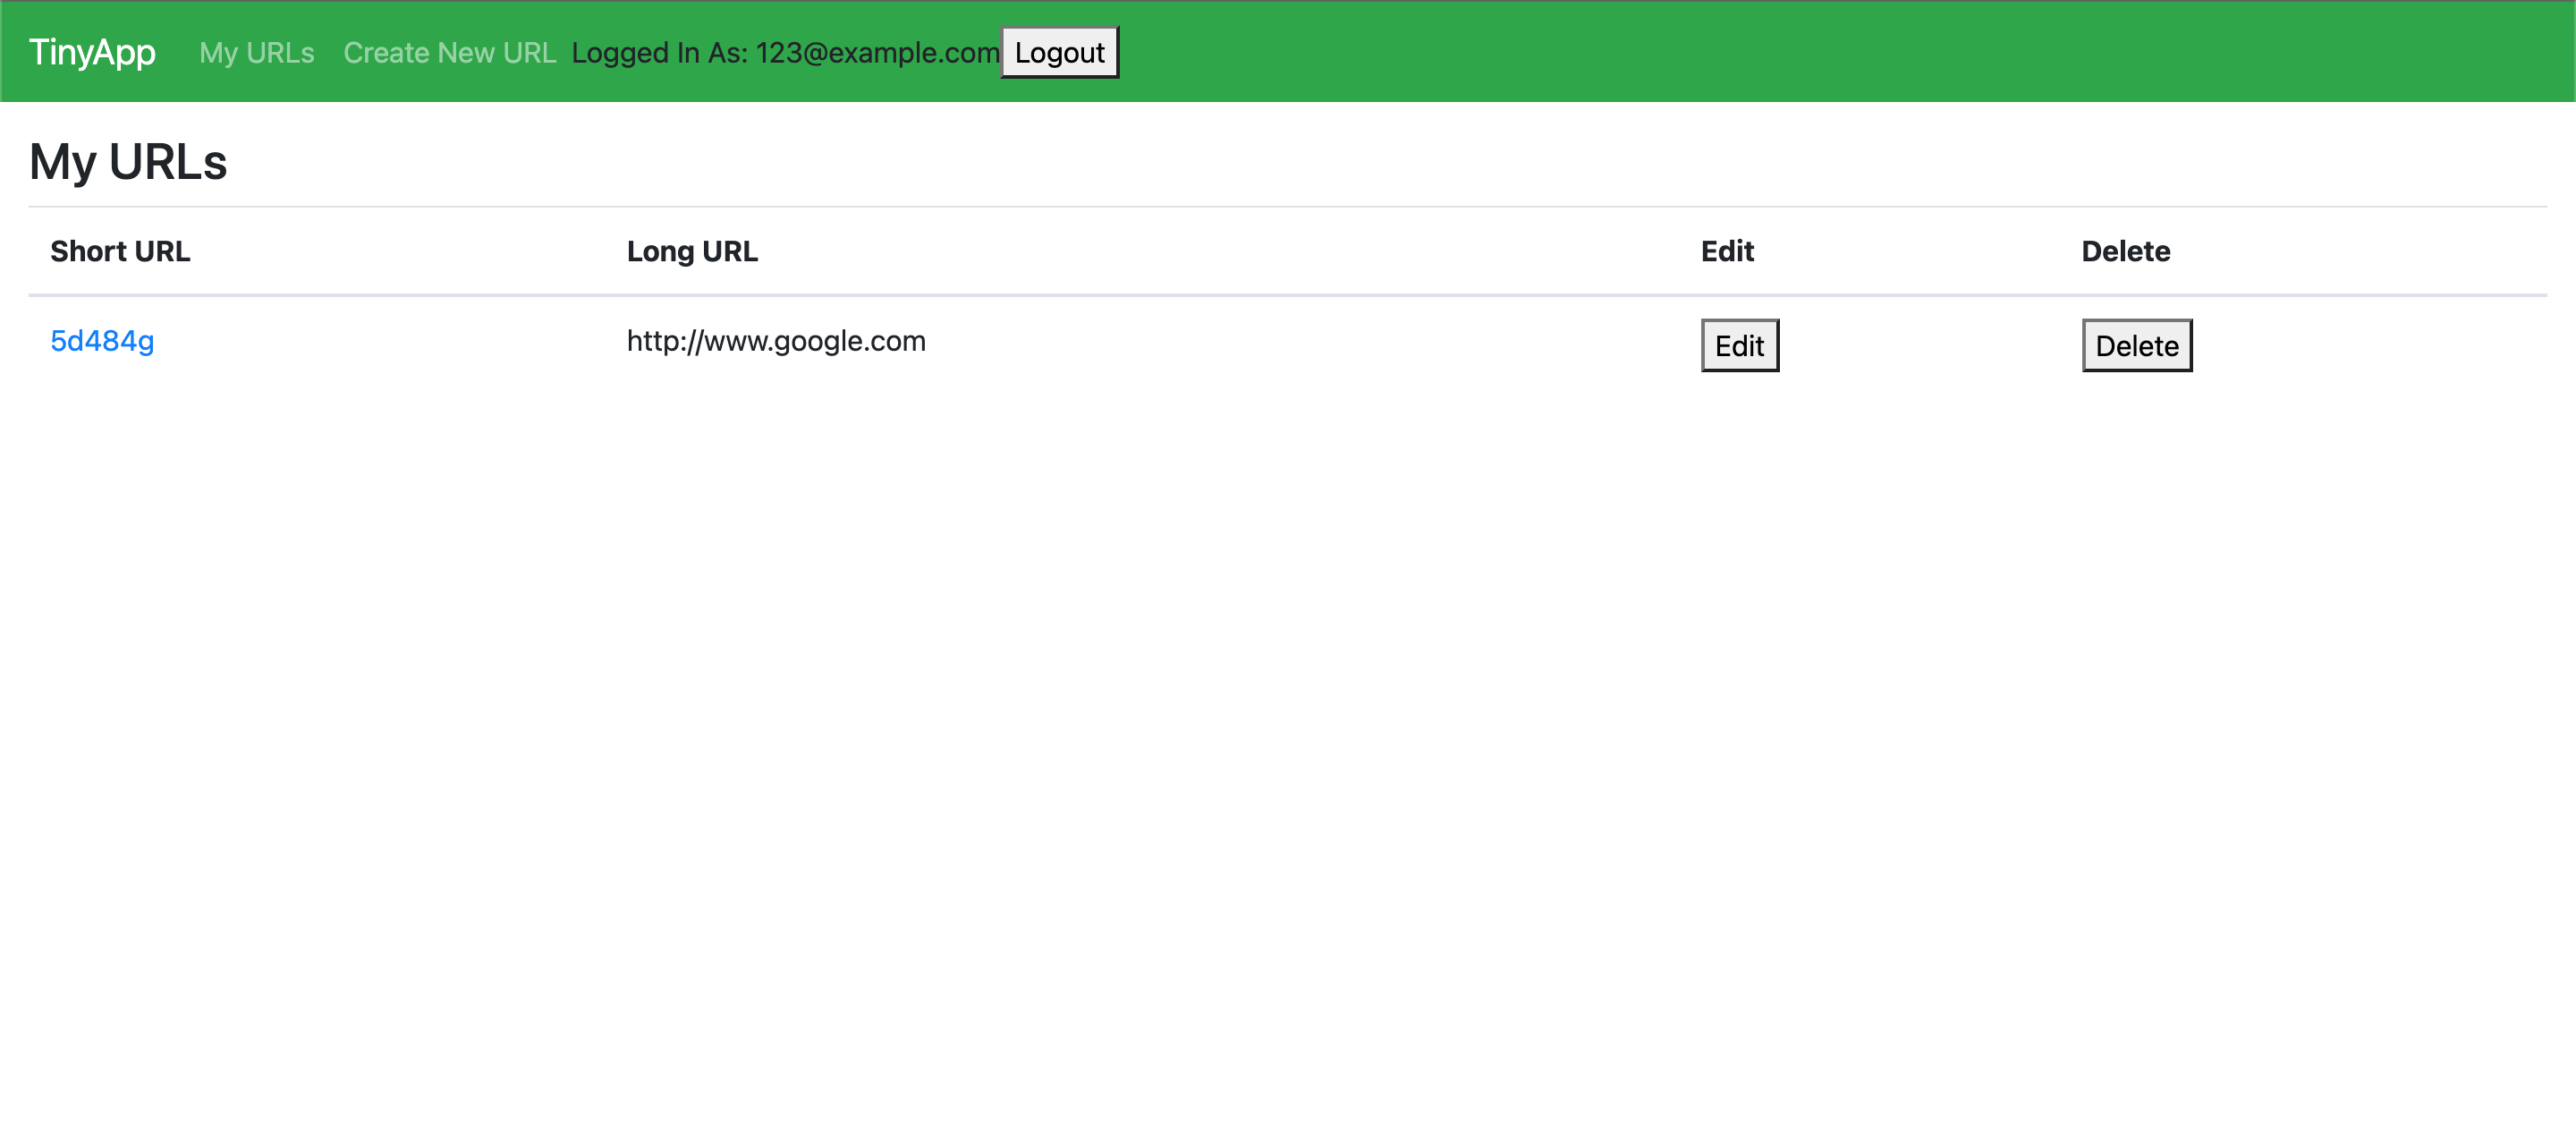 TinyApp My URLs Create New URL Logged In As: 123@example.com Logout
My URLs
Short URL Long URL Edit Delete
5d484g http://www.google.com Edit Delete